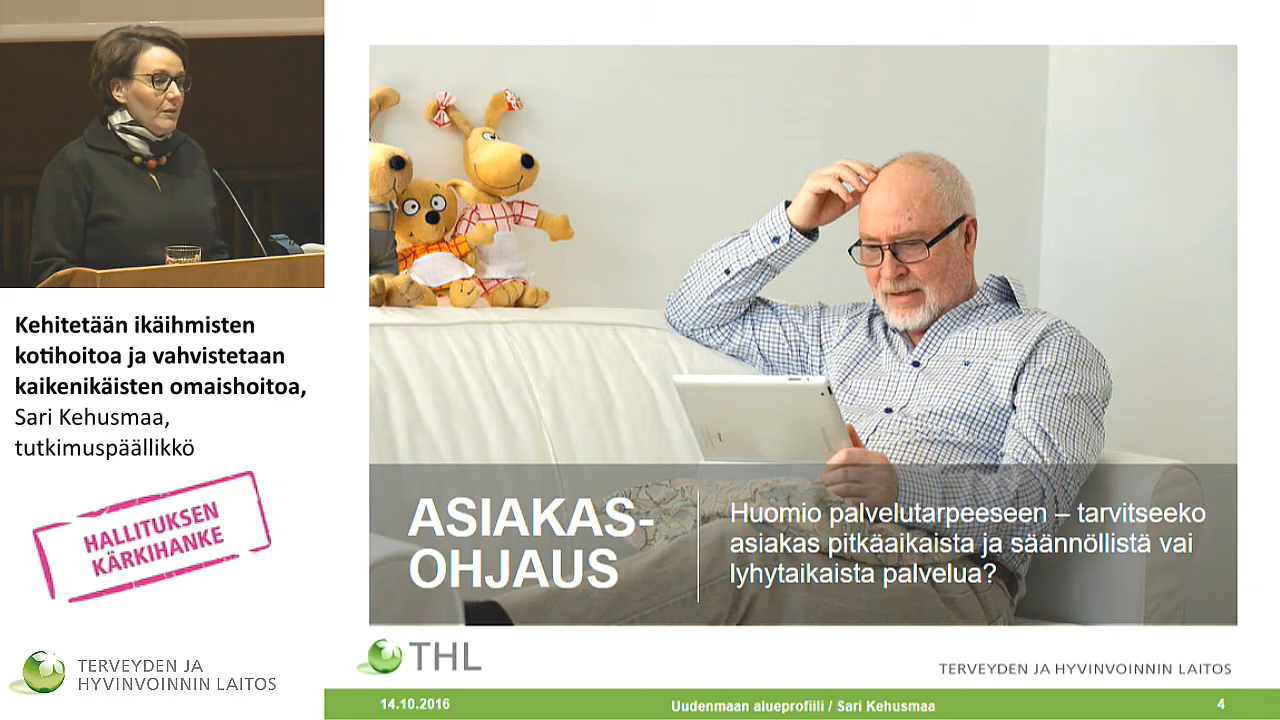 Kehitetään ikäihmisten
kotihoitoa ja vahvistetaan
kaikenikäisten omaishoitoa,
Sari Kehusmaa,
tutkimuspäällikkö
HALLITUKSEN
KÄRKIHANKE
TERVEYDEN JA
HYVINVOINNIN LAITOS
ASIAKAS-
OHJAUS
Huomio palvelutarpeeseen – tarvitseeko
asiakas pitkäaikaista ja säännöllistä vai
lyhytaikaista palvelua?
THL
TERVEYDEN JA HYVINVOINNIN LAITOS
14.10.2016
Uudenmaan alueprofiili / Sari Kehusmaa
4